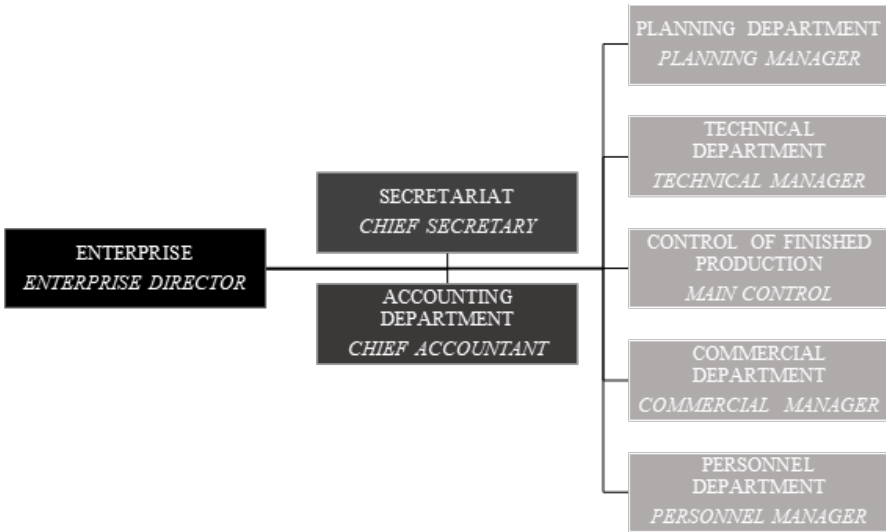 ENTERPRISE
ENTERPRISE DIRECTOR
SECRETARIAT
CHIEF SECRETARY
ACCOUNTING
DEPARTMENT
CHIEF ACCOUNTANT
PLANNING DEPARTMENT
PLANNING MANAGER
TECHNICAL
DEPARTMENT
TECHNICAL MANAGER
CONTROL OF FINISHED
PRODUCTION
MAIN CONTROL
COMMERCIAL
DEPARTMENT
COMMERCIAL MANAGER
PERSONNEL
DEPARTMENT
PERSONNEL MANAGER